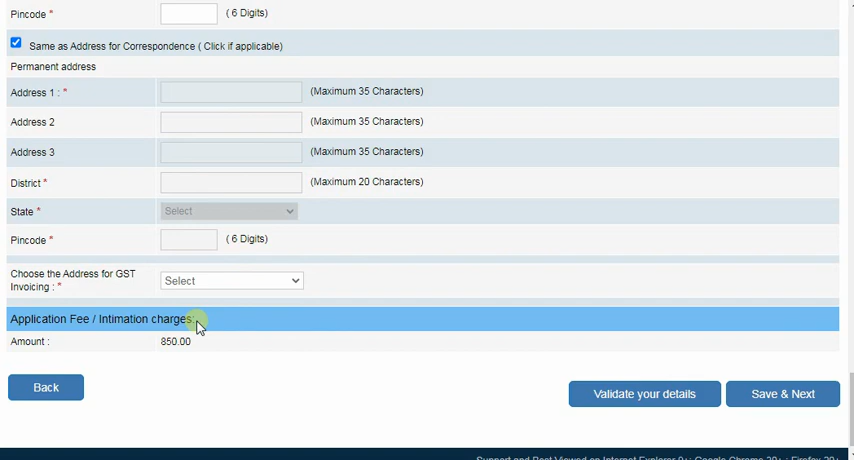 Pincode * ( 6 Digits)
Same as Address for Correspondence ( Click if applicable)
Permanent address
Address 1 : * (Maximum 35 Characters)
Address 2 (Maximum 35 Characters)
Address 3 (Maximum 35 Characters)
District * (Maximum 20 Characters)
State * Select
Pincode * ( 6 Digits)
Choose the Address for GST
Invoicing : * Select
Application Fee / Intimation charges:
Amount : 850.00
Back Validate your details Save & Next